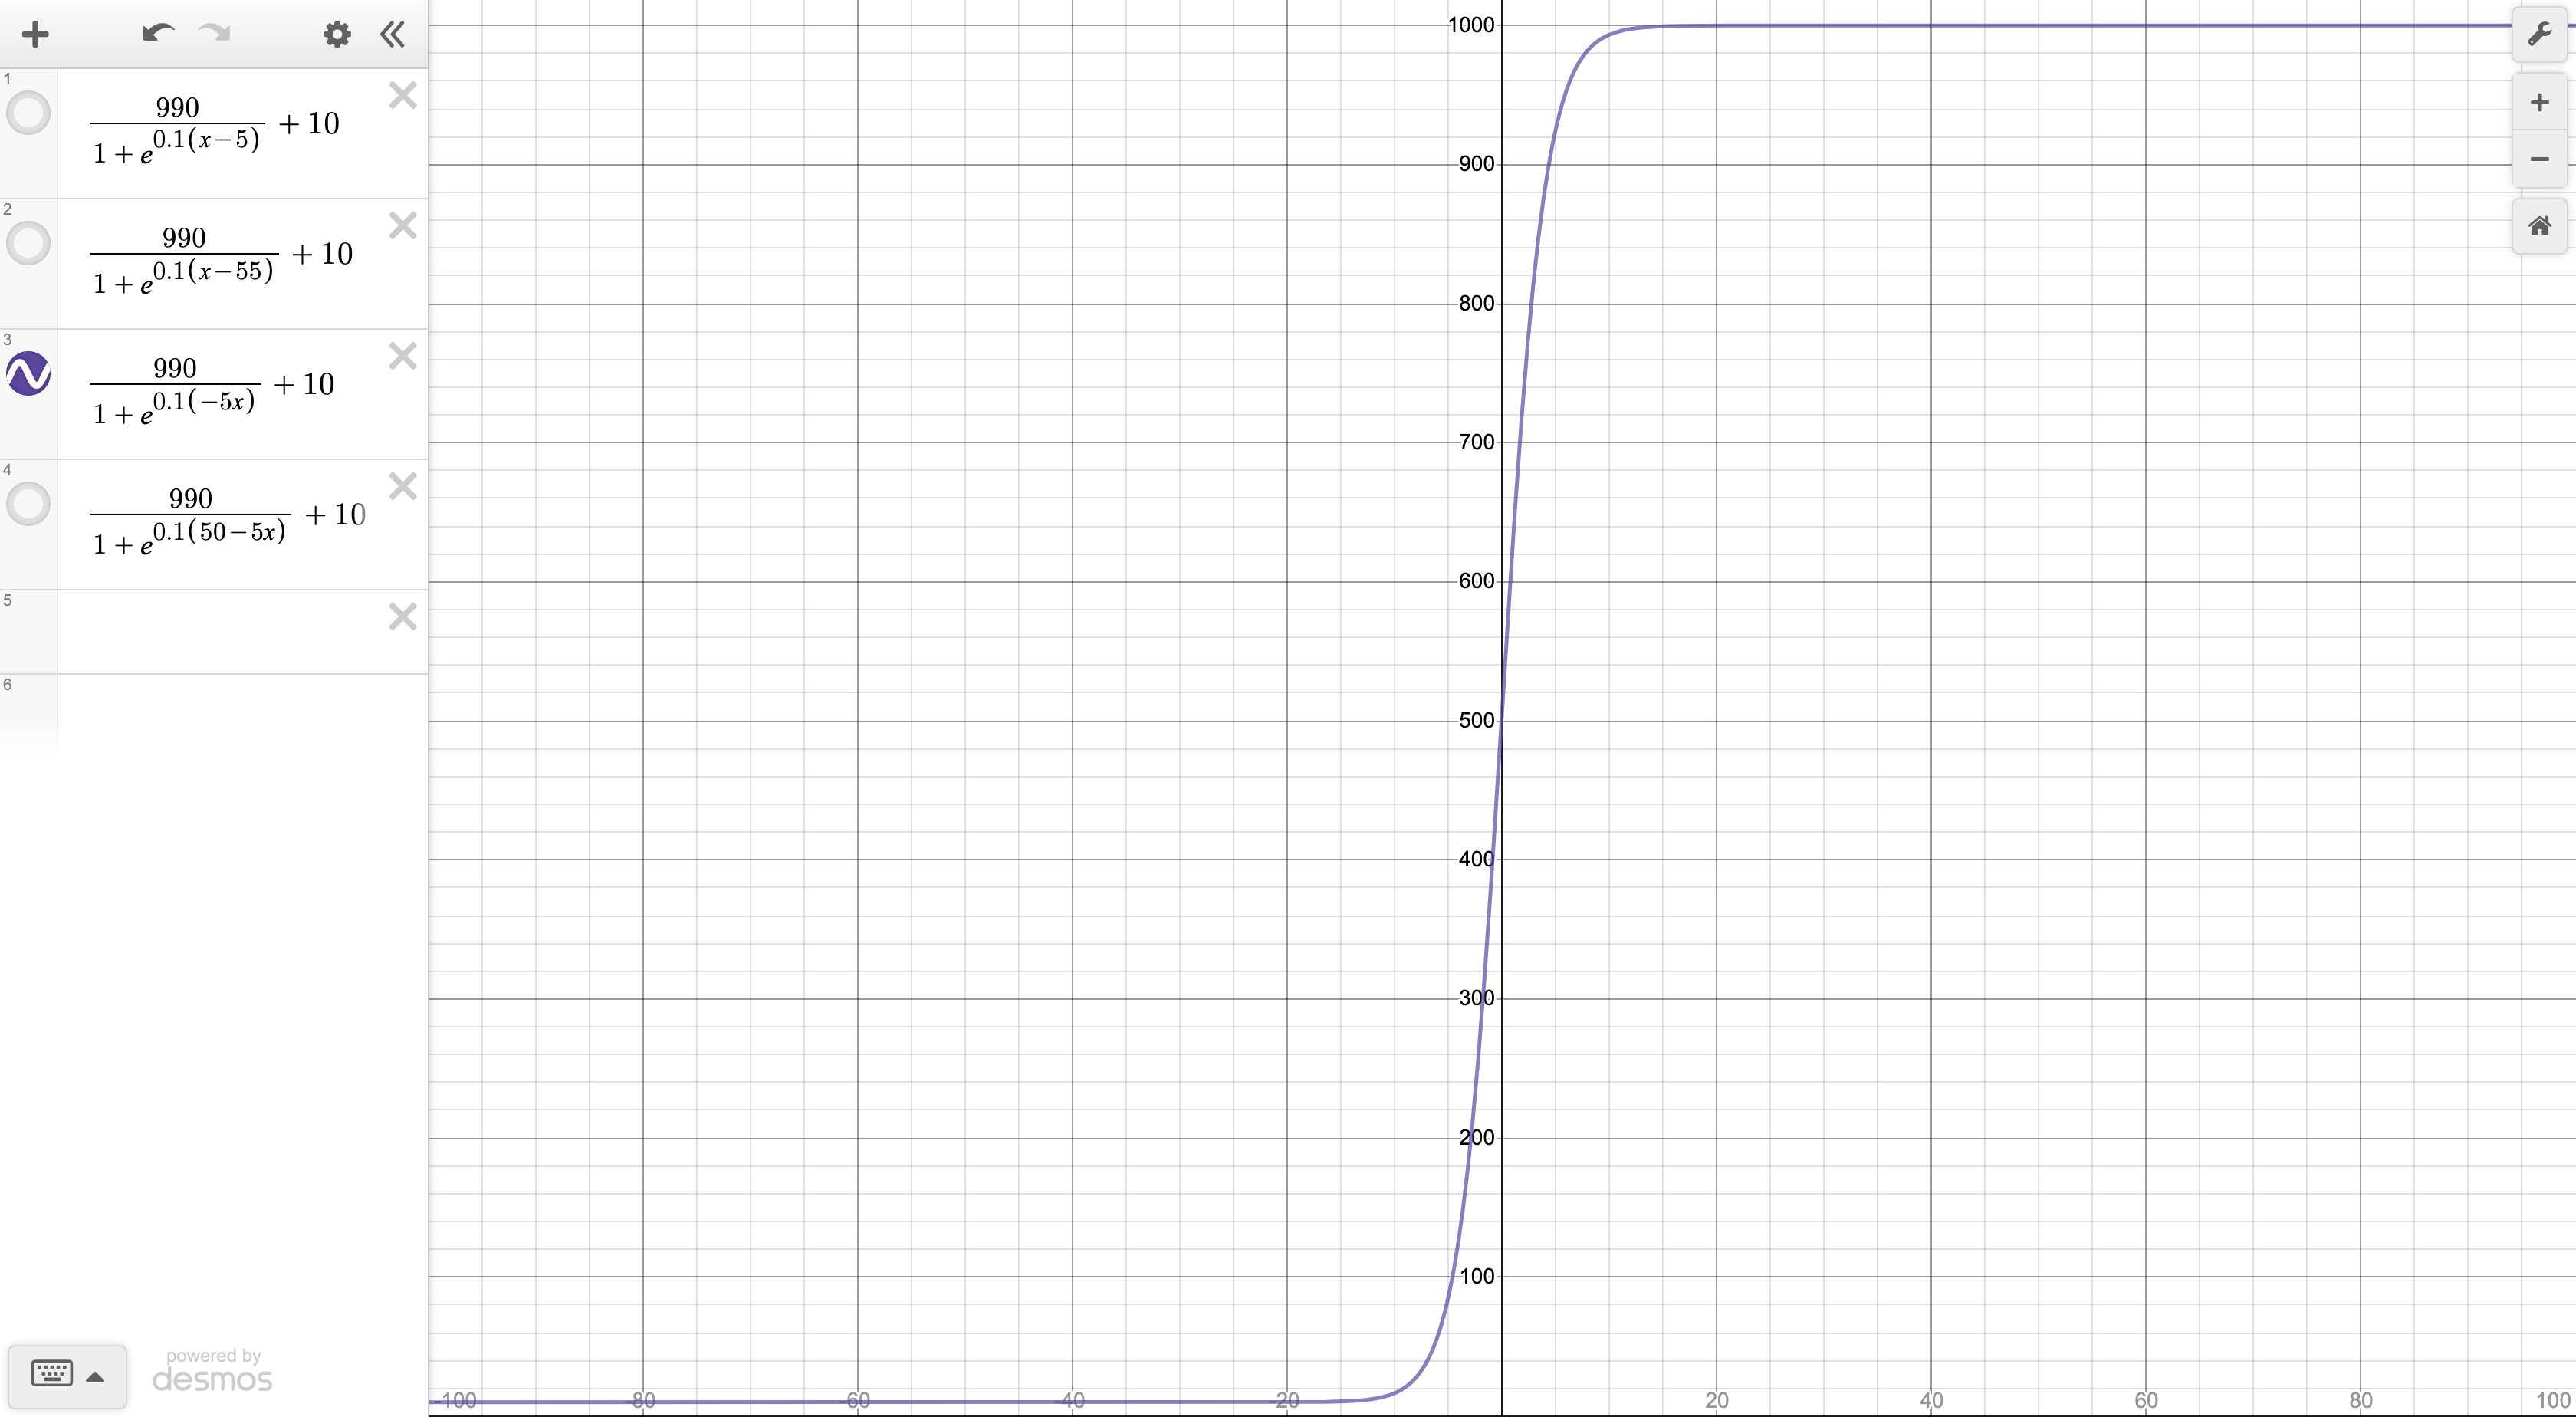 1
990
1 + e^0.1(x−5) + 10
2
990
1 + e^0.1(x−55) + 10
3
990
1 + e^0.1(−5x) + 10
4
990
1 + e^0.1(50−5x) + 10
5
6
powered by
desmos
1000
900
800
700
600
500
400
300
200
100
-100 -80 -60 -40 -20 20 40 60 80 100